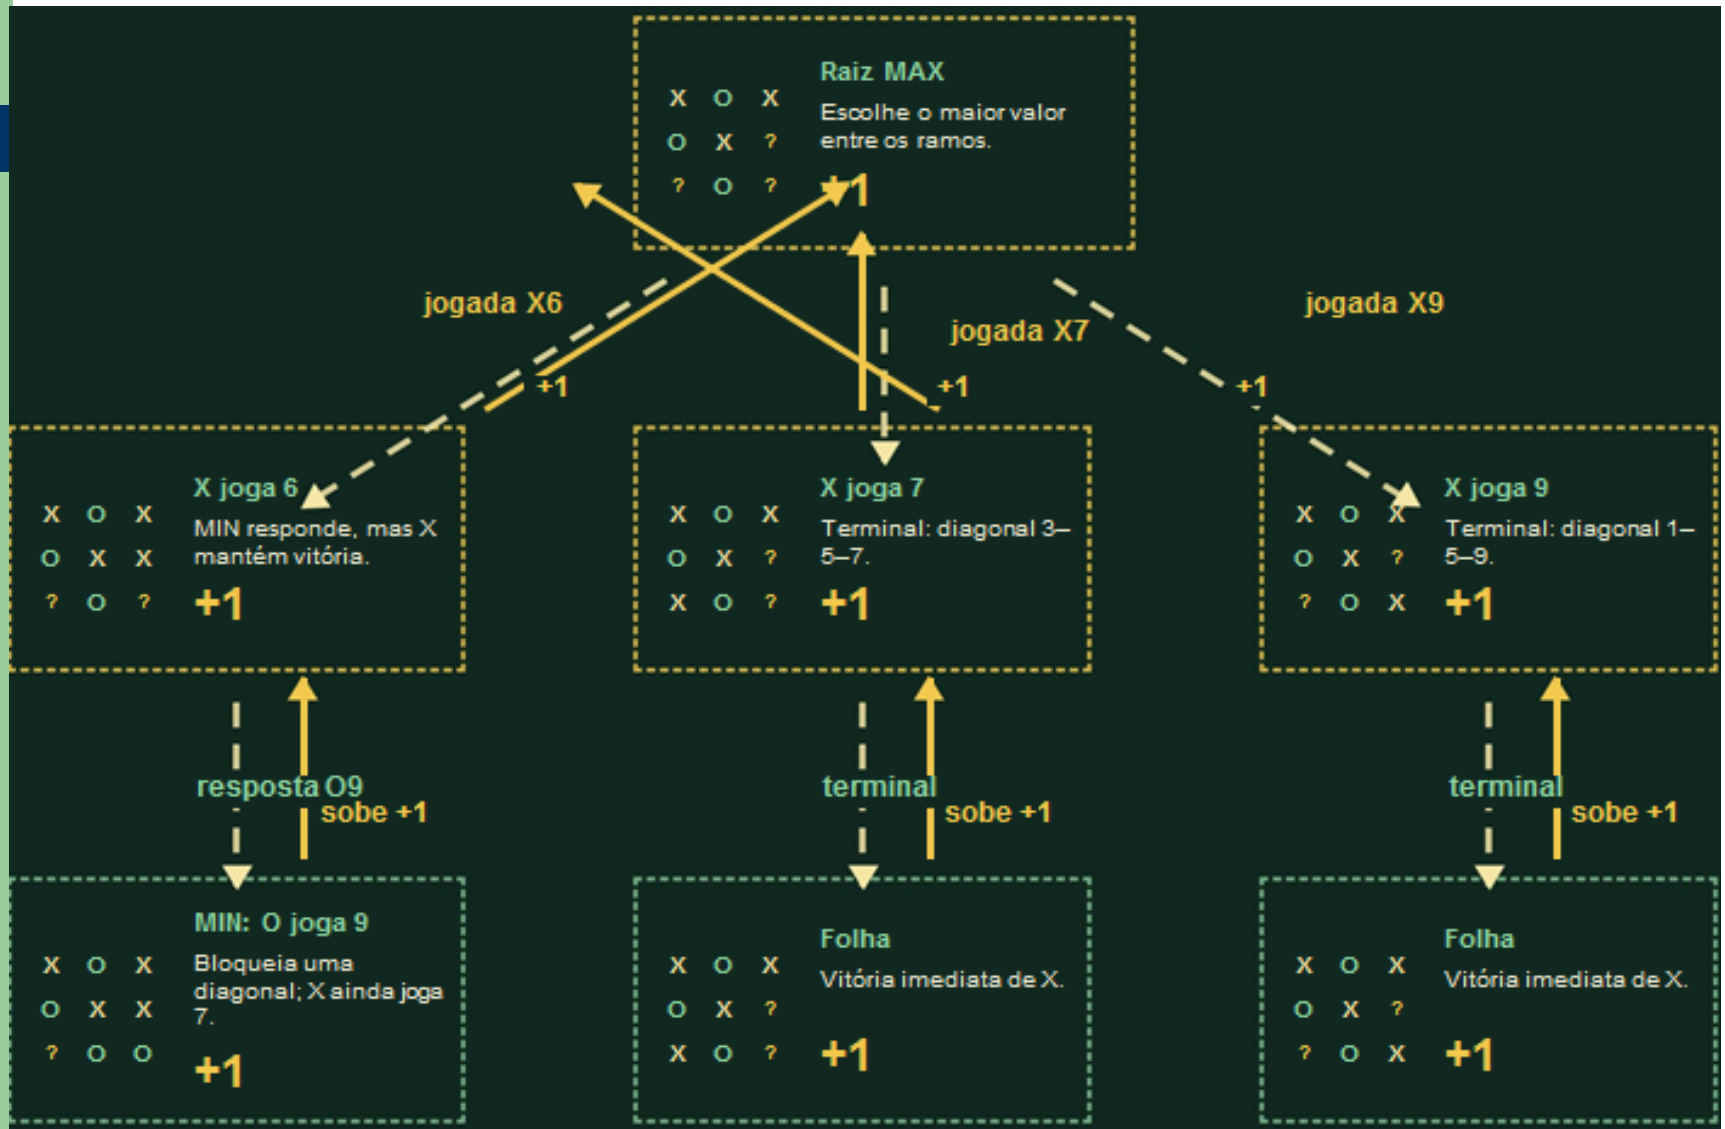 Raiz MAX
X O X
Escolhe o maior valor
entre os ramos.
O X ?
? O ?
+1
jogada X6
jogada X7
jogada X9
+1
+1
+1
X joga 6
X O X
MIN responde, mas X
mantém vitória.
O X X
? O ?
+1
X joga 7
X O X
Terminal: diagonal 3–
5–7.
O X ?
X O ?
+1
X joga 9
X O X
Terminal: diagonal 1–
5–9.
O X ?
? O X
+1
resposta O9
sobe +1
terminal
sobe +1
terminal
sobe +1
MIN: O joga 9
X O X
Bloqueia uma
diagonal; X ainda joga
7.
O X X
? O O
+1
Folha
X O X
Vitória imediata de X.
O X ?
X O ?
+1
Folha
X O X
Vitória imediata de X.
O X ?
? O X
+1